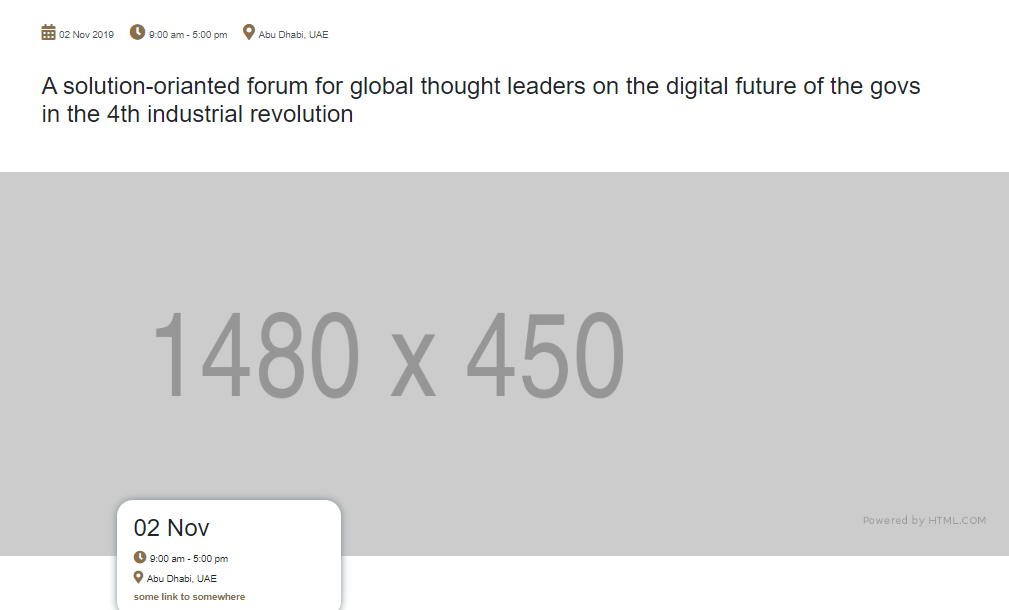 02 Nov 2019 9:00 am - 5:00 pm Abu Dhabi, UAE
A solution-orianted forum for global thought leaders on the digital future of the govs
in the 4th industrial revolution
1480 x 450
Powered by HTML.COM
02 Nov
9:00 am - 5:00 pm
Abu Dhabi, UAE
some link to somewhere